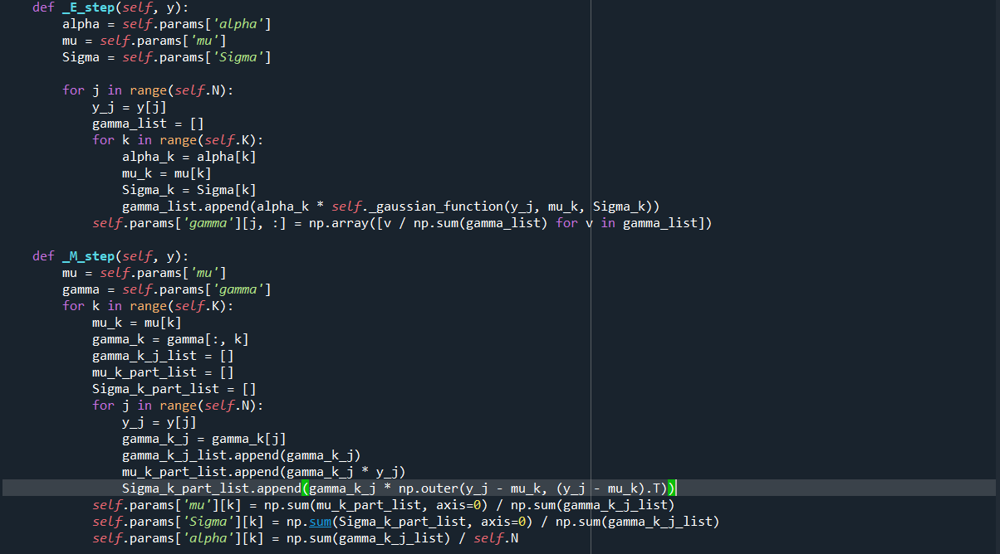 def _E_step(self, y):
    alpha = self.params['alpha']
    mu = self.params['mu']
    Sigma = self.params['Sigma']

    for j in range(self.N):
        y_j = y[j]
        gamma_list = []
        for k in range(self.K):
            alpha_k = alpha[k]
            mu_k = mu[k]
            Sigma_k = Sigma[k]
            gamma_list.append(alpha_k * self._gaussian_function(y_j, mu_k, Sigma_k))
        self.params['gamma'][j, :] = np.array([v / np.sum(gamma_list) for v in gamma_list])

def _M_step(self, y):
    mu = self.params['mu']
    gamma = self.params['gamma']
    for k in range(self.K):
        mu_k = mu[k]
        gamma_k = gamma[:, k]
        gamma_k_j_list = []
        mu_k_part_list = []
        Sigma_k_part_list = []
        for j in range(self.N):
            y_j = y[j]
            gamma_k_j = gamma_k[j]
            gamma_k_j_list.append(gamma_k_j)
            mu_k_part_list.append(gamma_k_j * y_j)
            Sigma_k_part_list.append(gamma_k_j * np.outer(y_j - mu_k, (y_j - mu_k).T))
        self.params['mu'][k] = np.sum(mu_k_part_list, axis=0) / np.sum(gamma_k_j_list)
        self.params['Sigma'][k] = np.sum(Sigma_k_part_list, axis=0) / np.sum(gamma_k_j_list)
        self.params['alpha'][k] = np.sum(gamma_k_j_list) / self.N